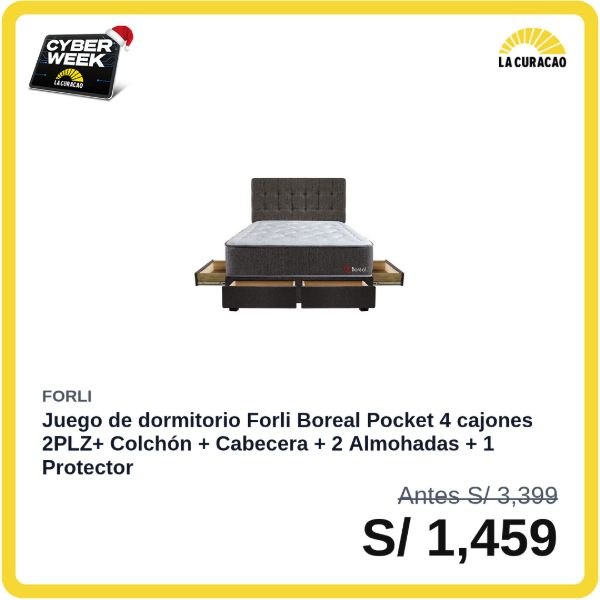 CYBER
WEEK
LA CURACAO
LA CURACAO
Boreal
FORLI
Juego de dormitorio Forli Boreal Pocket 4 cajones
2PLZ+ Colchón + Cabecera + 2 Almohadas + 1
Protector
Antes S/ 3,399
S/ 1,459